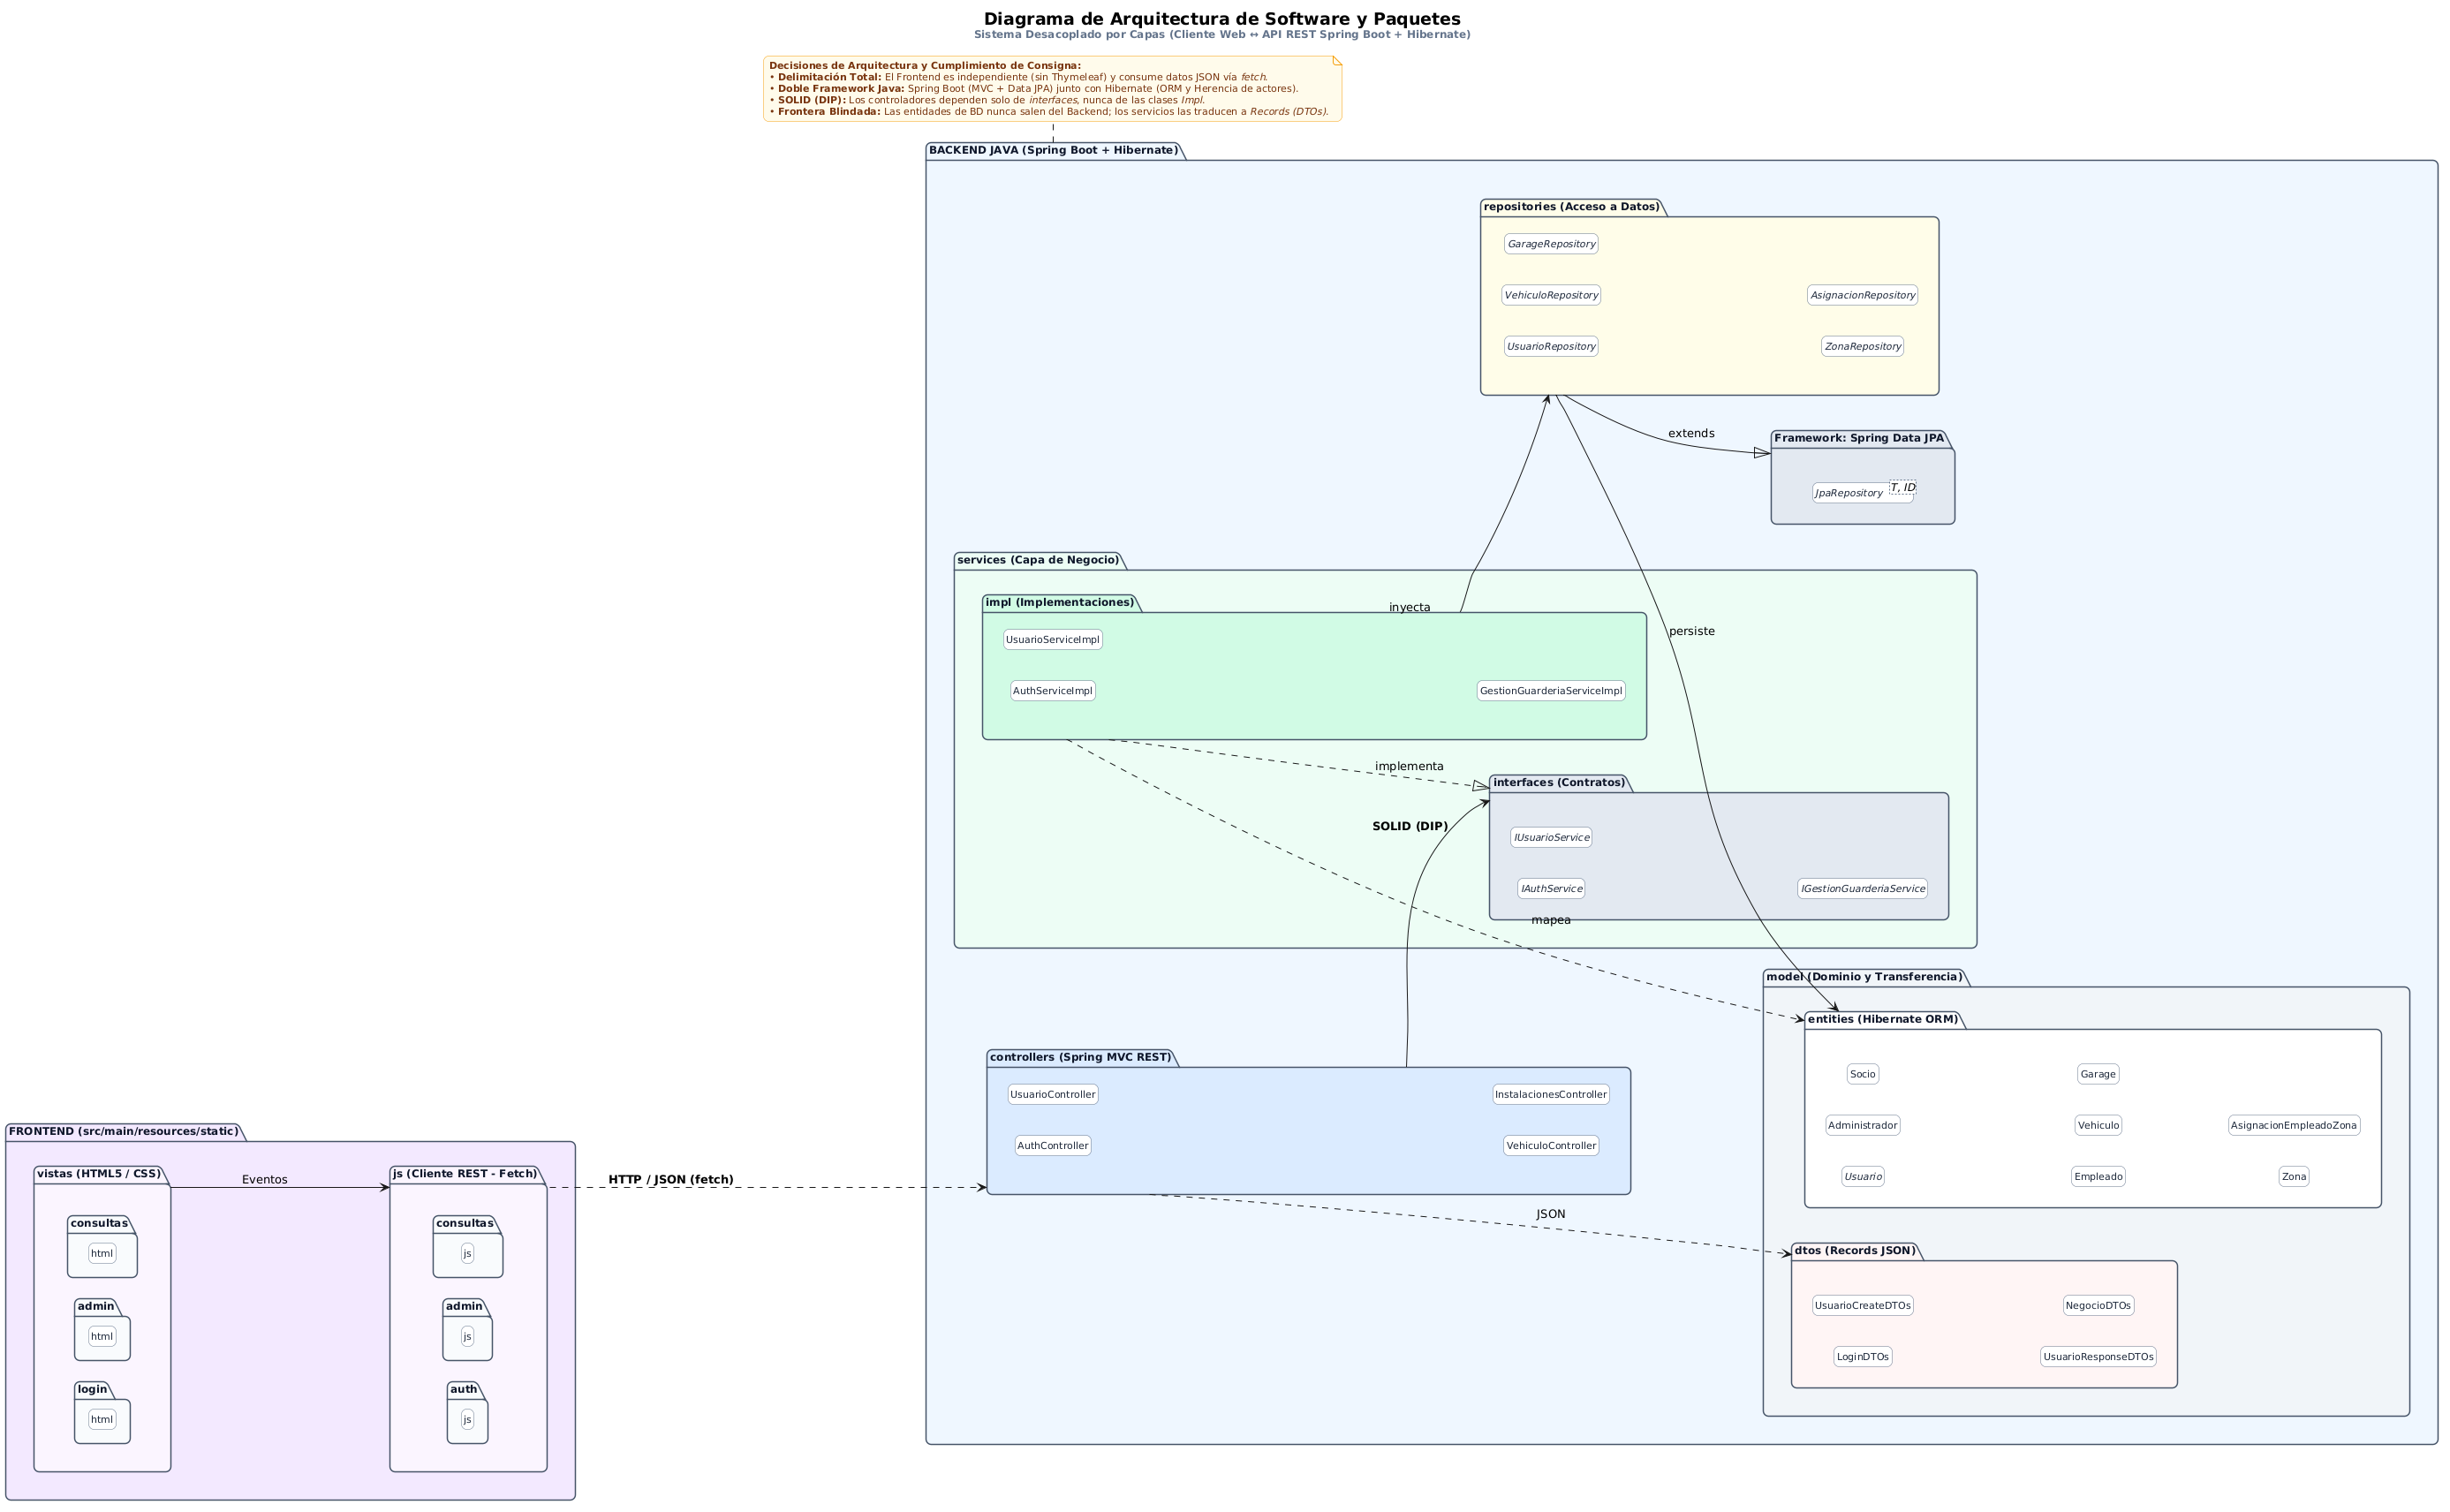 Diagrama de Arquitectura de Software y Paquetes
Sistema Desacoplado por Capas (Cliente Web ↔ API REST Spring Boot + Hibernate)
Decisiones de Arquitectura y Cumplimiento de Consigna:
• Delimitación Total: El Frontend es independiente (sin Thymeleaf) y consume datos JSON vía fetch.
• Doble Framework Java: Spring Boot (MVC + Data JPA) junto con Hibernate (ORM y Herencia de actores).
• SOLID (DIP): Los controladores dependen solo de interfaces, nunca de las clases Impl.
• Frontera Blindada: Las entidades de BD nunca salen del Backend; los servicios las traducen a Records (DTOs).
BACKEND JAVA (Spring Boot + Hibernate)
repositories (Acceso a Datos)
GarageRepository
VehiculoRepository
AsignacionRepository
UsuarioRepository
ZonaRepository
extends
Framework: Spring Data JPA
JpaRepository
T, ID
services (Capa de Negocio)
impl (Implementaciones)
inyecta
UsuarioServiceImpl
AuthServiceImpl
GestionGuarderiaServiceImpl
persiste
implementa
interfaces (Contratos)
SOLID (DIP)
IUsuarioService
IAuthService
IGestionGuarderiaService
mapea
model (Dominio y Transferencia)
entities (Hibernate ORM)
Socio
Garage
Administrador
Vehiculo
AsignacionEmpleadoZona
Usuario
Empleado
Zona
controllers (Spring MVC REST)
UsuarioController
InstalacionesController
AuthController
VehiculoController
JSON
dtos (Records JSON)
UsuarioCreateDTOs
NegocioDTOs
LoginDTOs
UsuarioResponseDTOs
FRONTEND (src/main/resources/static)
vistas (HTML5 / CSS)
Eventos
js (Cliente REST - Fetch)
HTTP / JSON (fetch)
consultas
html
admin
html
login
html
consultas
js
admin
js
auth
js